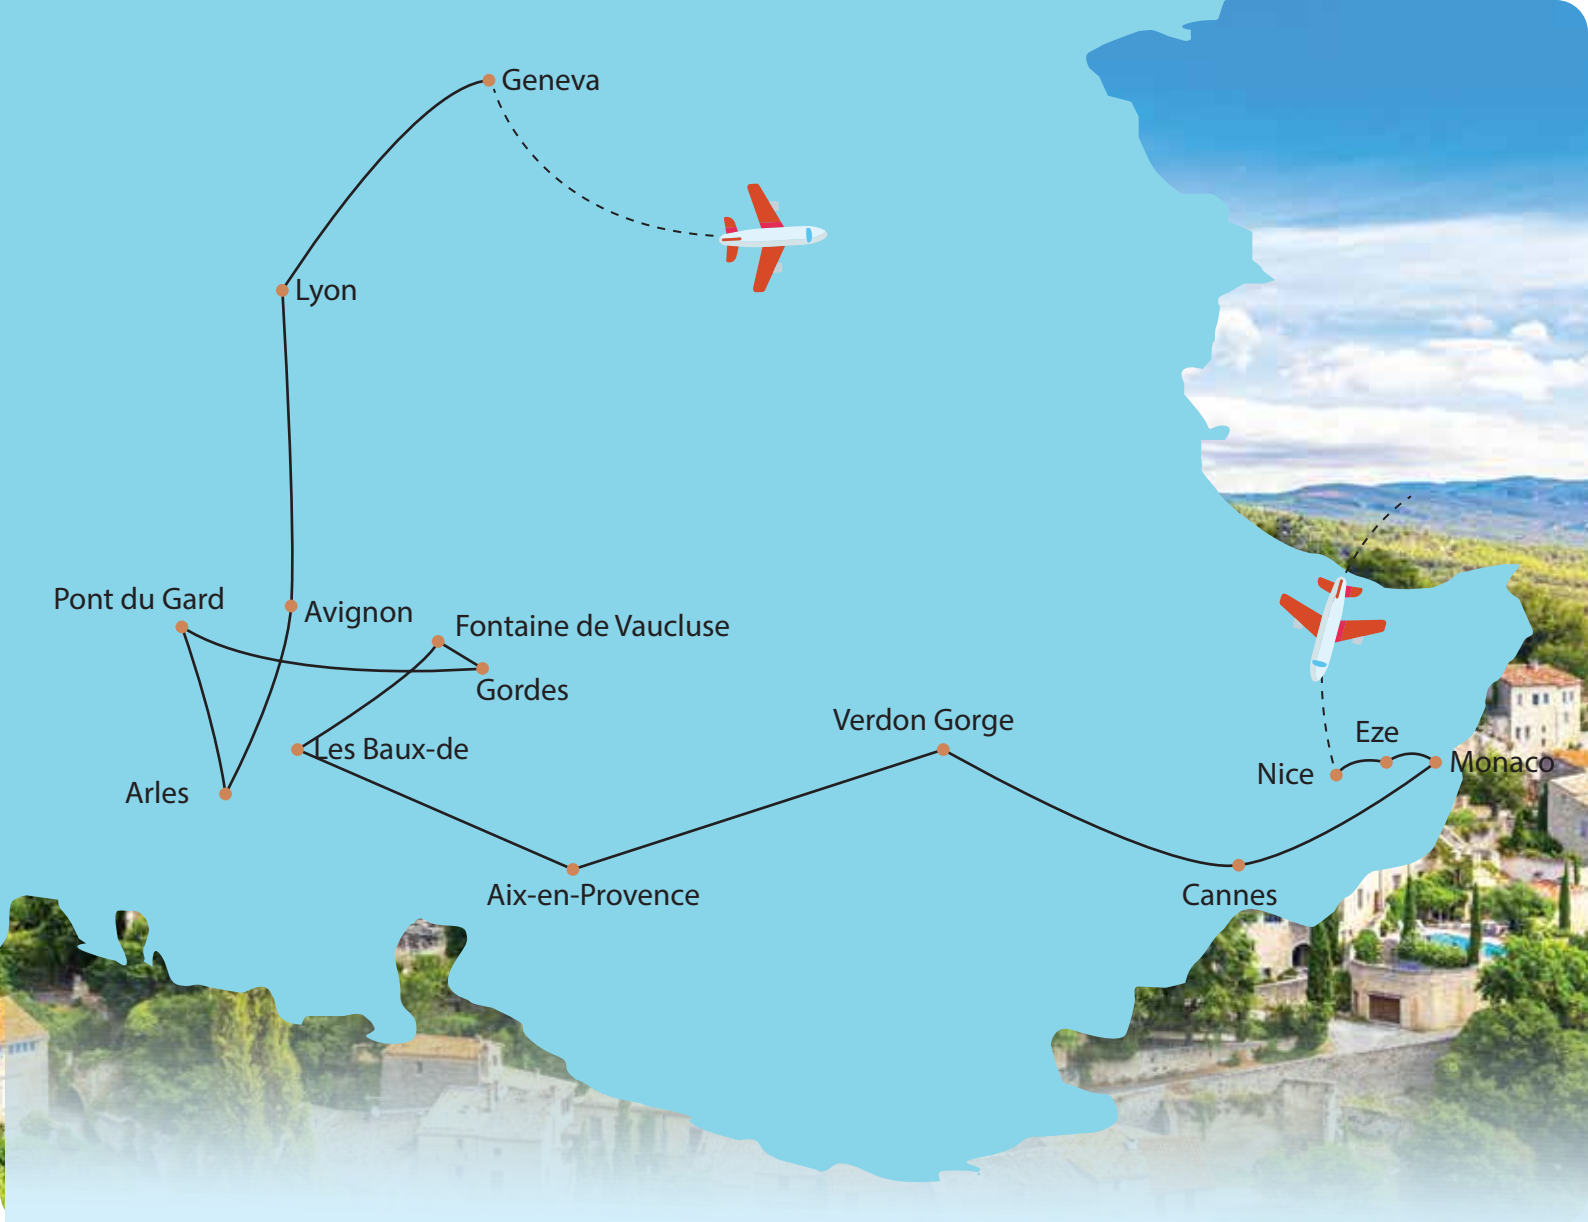 Geneva
Lyon
Pont du Gard
Avignon
Fontaine de Vaucluse
Gordes
Verdon Gorge
Eze
Les Baux-de
Monaco
Nice
Arles
Aix-en-Provence
Cannes